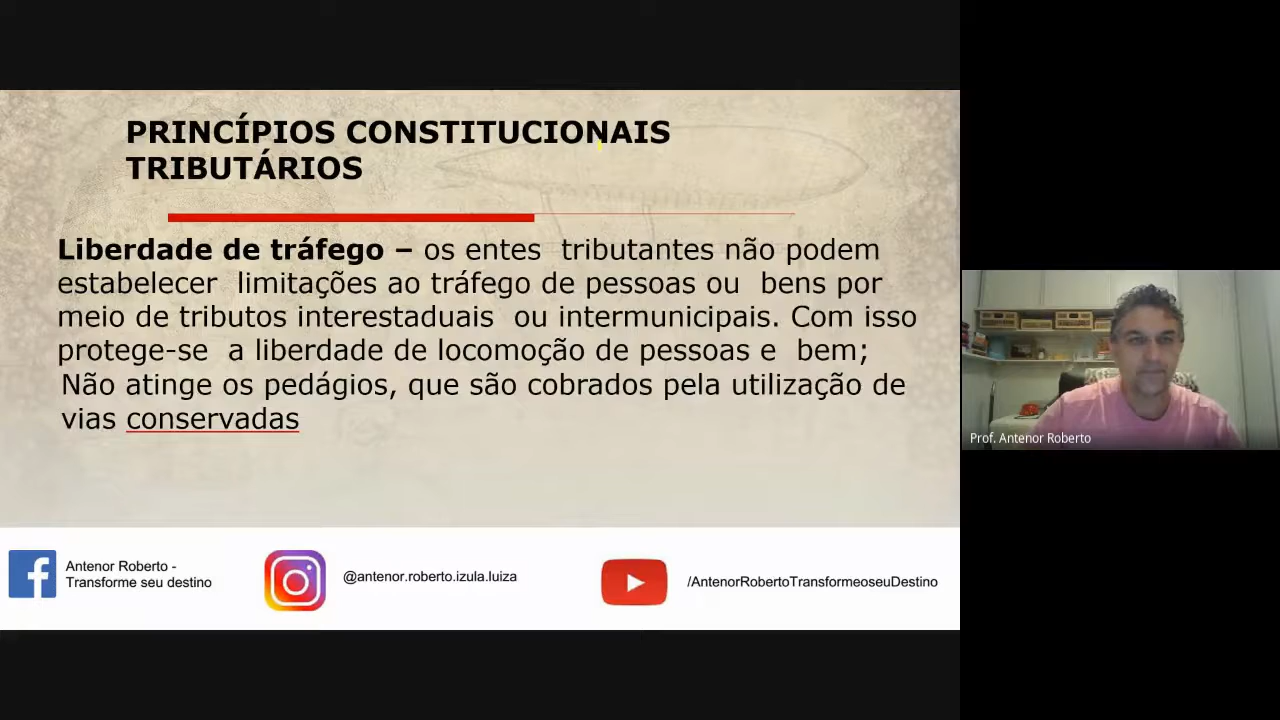 PRINCÍPIOS CONSTITUCIONAIS
TRIBUTÁRIOS
Liberdade de tráfego – os entes tributantes não podem
estabelecer limitações ao tráfego de pessoas ou bens por
meio de tributos interestaduais ou intermunicipais. Com isso
protege-se a liberdade de locomoção de pessoas e bem;
Não atinge os pedágios, que são cobrados pela utilização de
vias conservadas
Prof. Antenor Roberto
Antenor Roberto -
Transforme seu destino
@antenor.roberto.izula.luiza
/AntenorRobertoTransformeoseuDestino